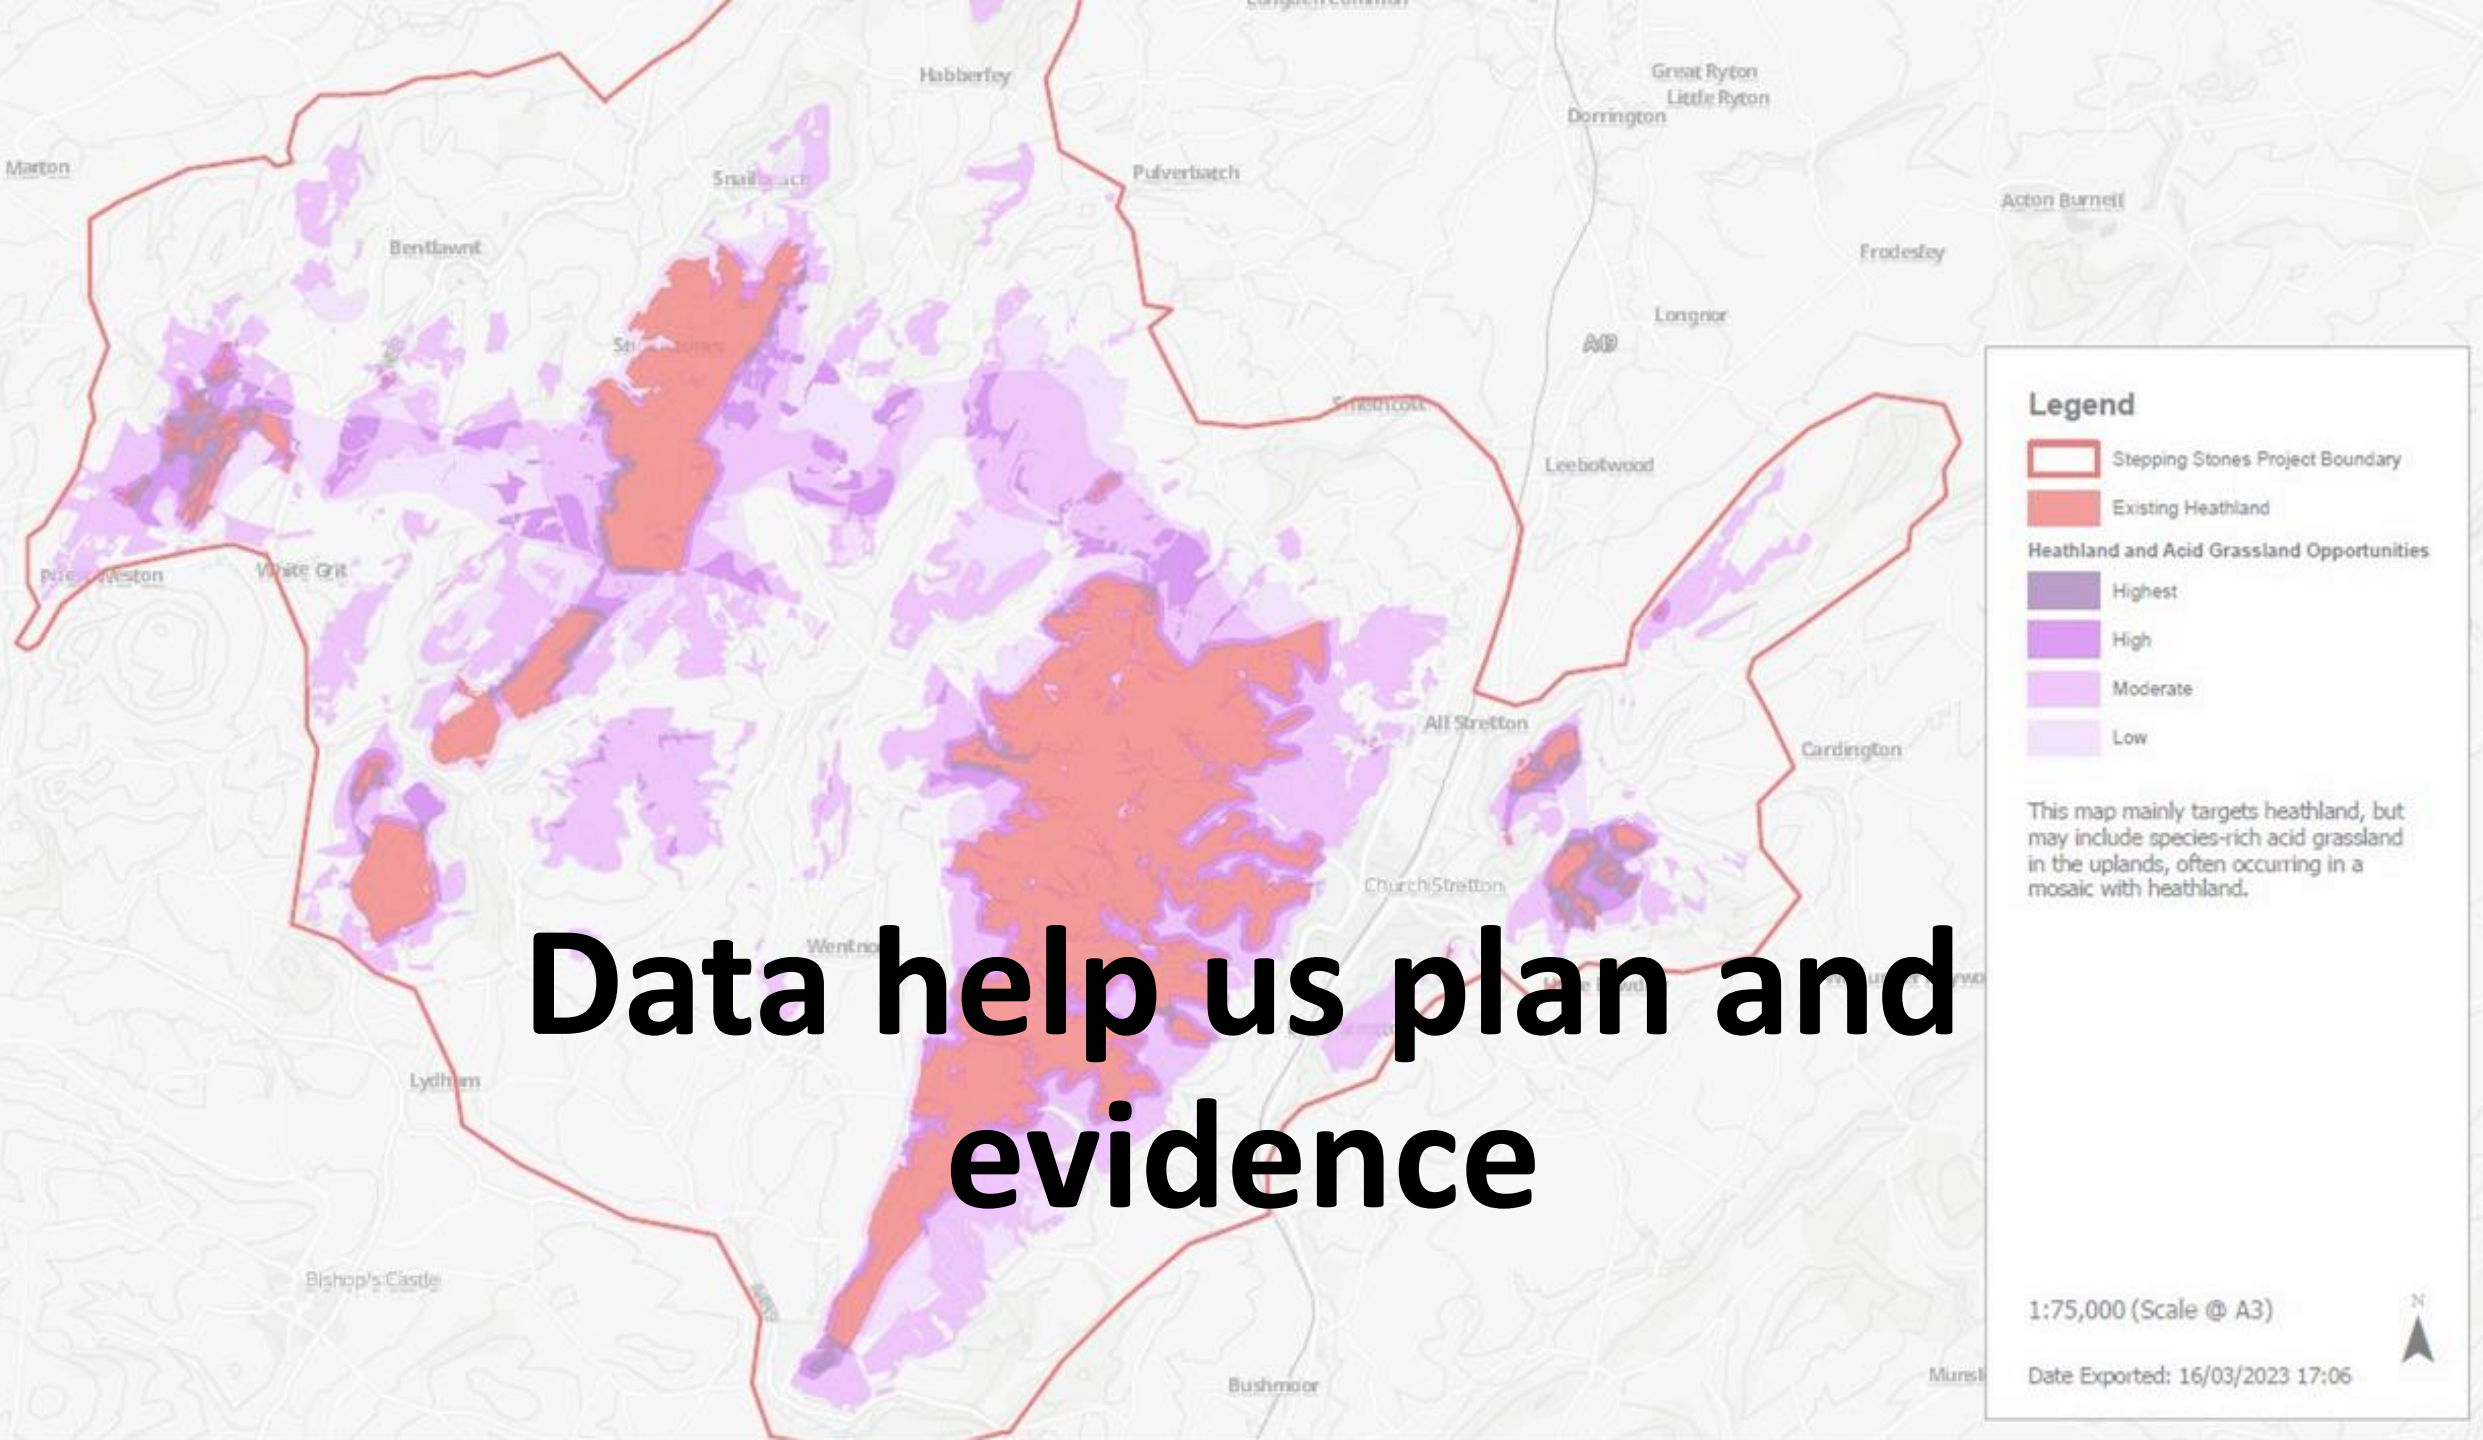 Habberley
Great Ryton
Little Ryton
Dorrington
Marton
Pulverbatch
Acton Burnell
Bentlawnt
Frodesley
Longnor
A49
Smethcott
Leebotwood
White Grit
All Stretton
Cardington
Church Stretton
Data help us plan and
evidence
Bishop's Castle
Bushmoor
Legend
Stepping Stones Project Boundary
Existing Heathland
Heathland and Acid Grassland Opportunities
Highest
High
Moderate
Low
This map mainly targets heathland, but
may include species-rich acid grassland
in the uplands, often occurring in a
mosaic with heathland.
1:75,000 (Scale @ A3)
N
Date Exported: 16/03/2023 17:06